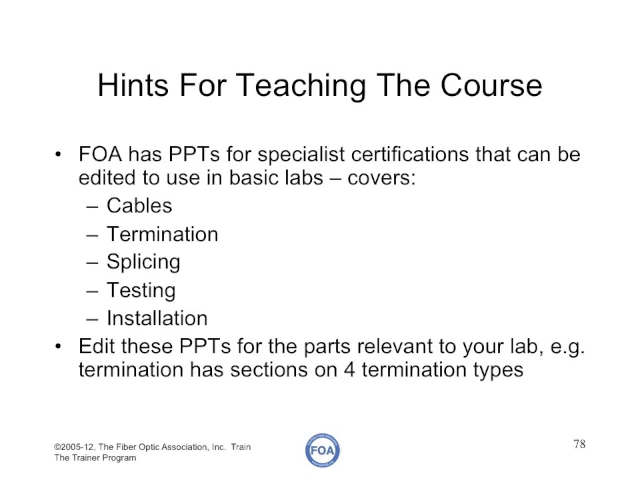 Hints For Teaching The Course
• FOA has PPTs for specialist certifications that can be
edited to use in basic labs – covers:
– Cables
– Termination
– Splicing
– Testing
– Installation
• Edit these PPTs for the parts relevant to your lab, e.g.
termination has sections on 4 termination types
©2005-12, The Fiber Optic Association, Inc. Train
The Trainer Program
FOA
78